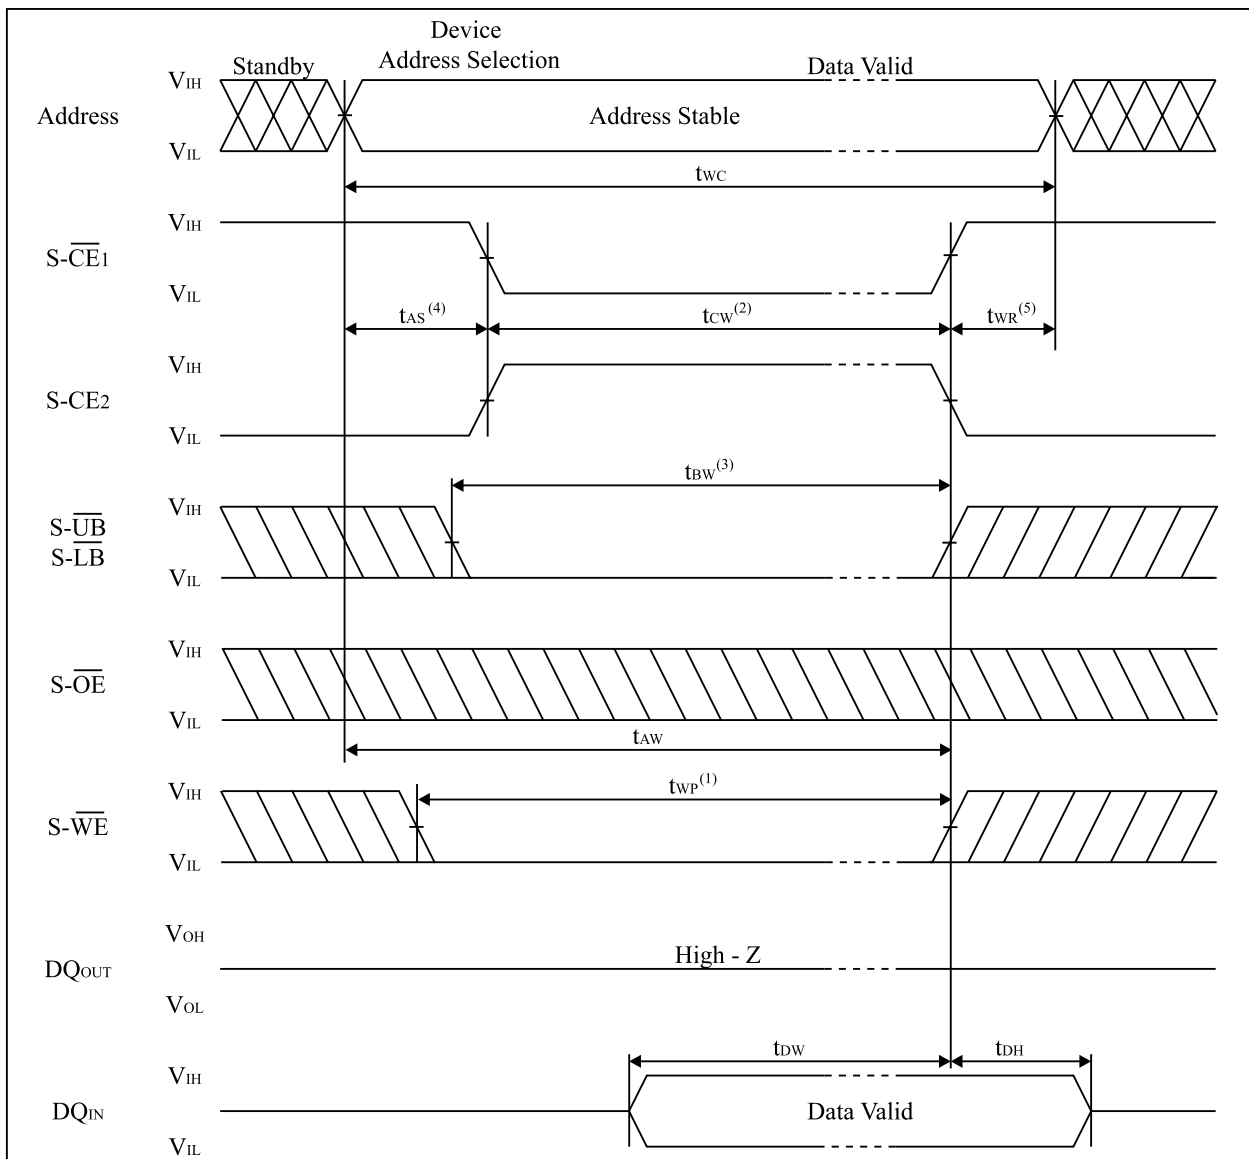 Device
Standby Address Selection Data Valid
VIH
Address Address Stable
VIL
tWC
VIH
S-CE1
VIL
tAS(4) tCW(2) tWR(5)
VIH
S-CE2
VIL
tBW(3)
VIH
S-UB
S-LB
VIL
VIH
S-OE
VIL
tAW
tWP(1)
VIH
S-WE
VIL
VOH
High - Z
DQOUT
VOL
tDW tDH
VIH
DQIN Data Valid
VIL